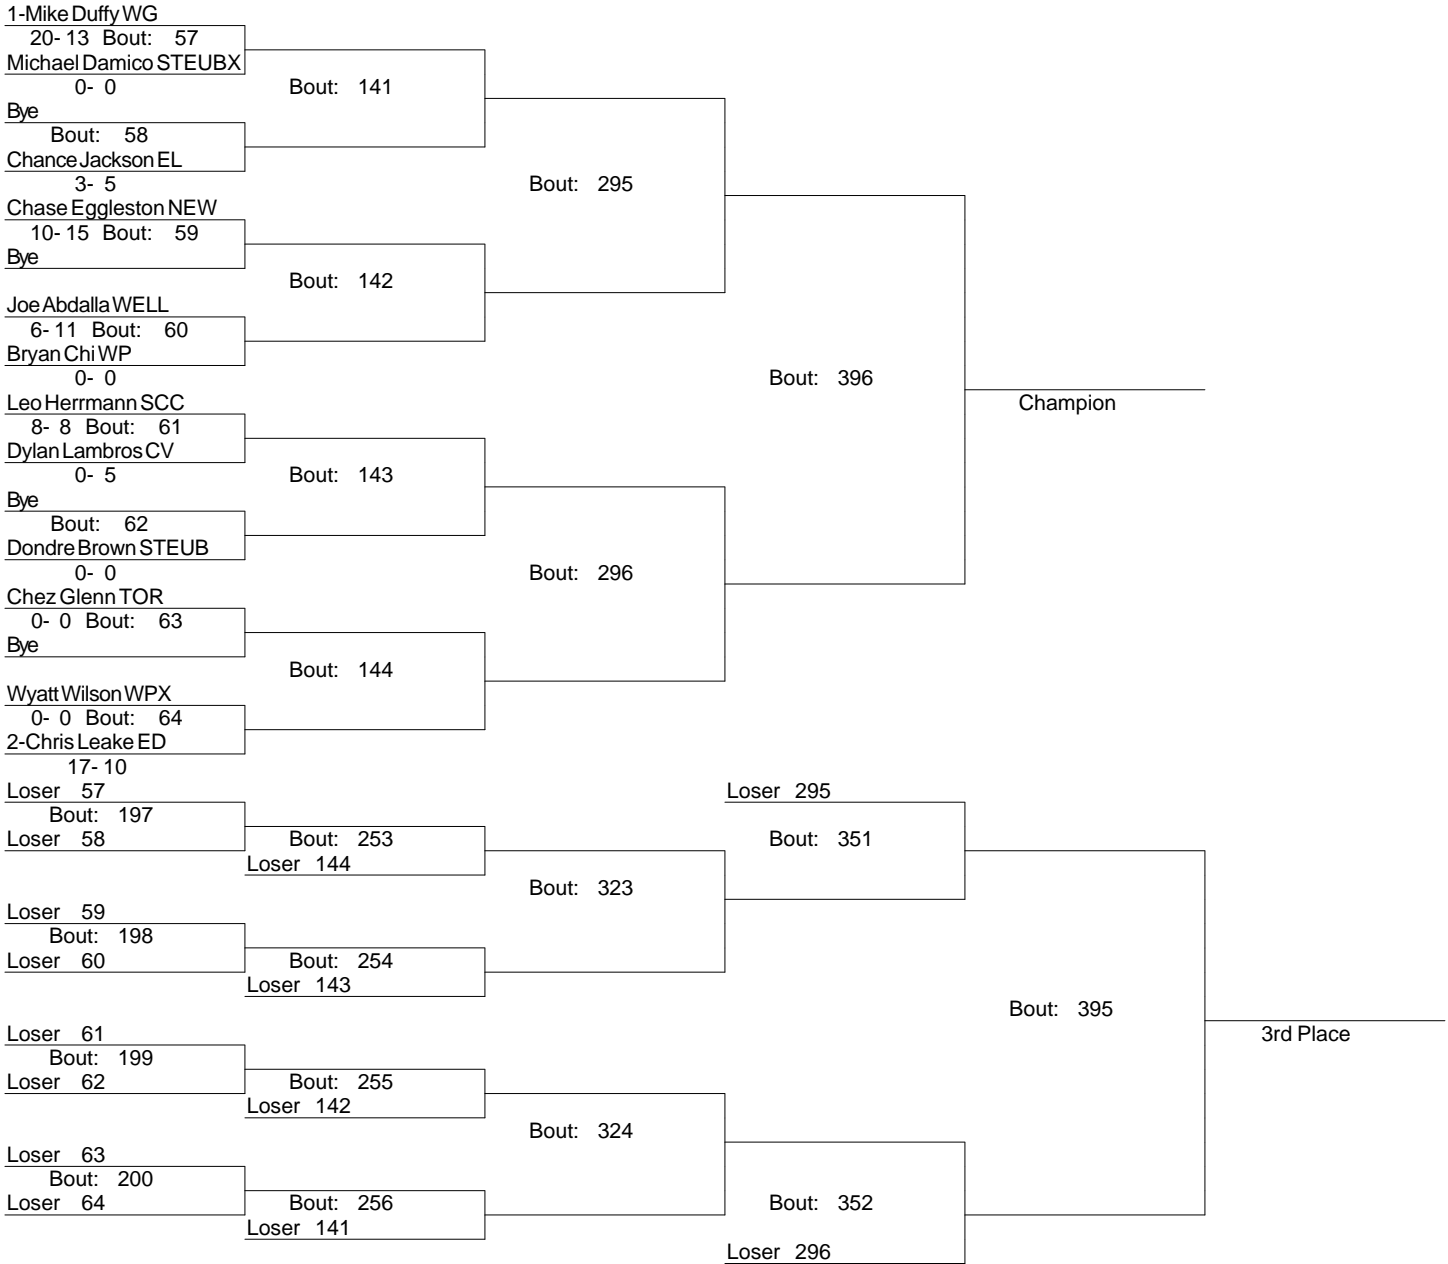 1-Mike Duffy WG
20- 13 Bout: 57
Michael Damico STEUBX
0- 0
Bout: 141
Bye
Bout: 58
Chance Jackson EL
3- 5
Bout: 295
Chase Eggleston NEW
10- 15 Bout: 59
Bye
Bout: 142
Joe Abdalla WELL
6- 11 Bout: 60
Bryan Chi WP
0- 0
Bout: 396
Leo Herrmann SCC
Champion
8- 8 Bout: 61
Dylan Lambros CV
0- 5
Bout: 143
Bye
Bout: 62
Dondre Brown STEUB
0- 0
Bout: 296
Chez Glenn TOR
0- 0 Bout: 63
Bye
Bout: 144
Wyatt Wilson WPX
0- 0 Bout: 64
2-Chris Leake ED
17- 10
Loser 57
Loser 295
Bout: 197
Loser 58
Bout: 253
Bout: 351
Loser 144
Bout: 323
Loser 59
Bout: 198
Loser 60
Bout: 254
Loser 143
Bout: 395
Loser 61
3rd Place
Bout: 199
Loser 62
Bout: 255
Loser 142
Bout: 324
Loser 63
Bout: 200
Loser 64
Bout: 256
Bout: 352
Loser 141
Loser 296